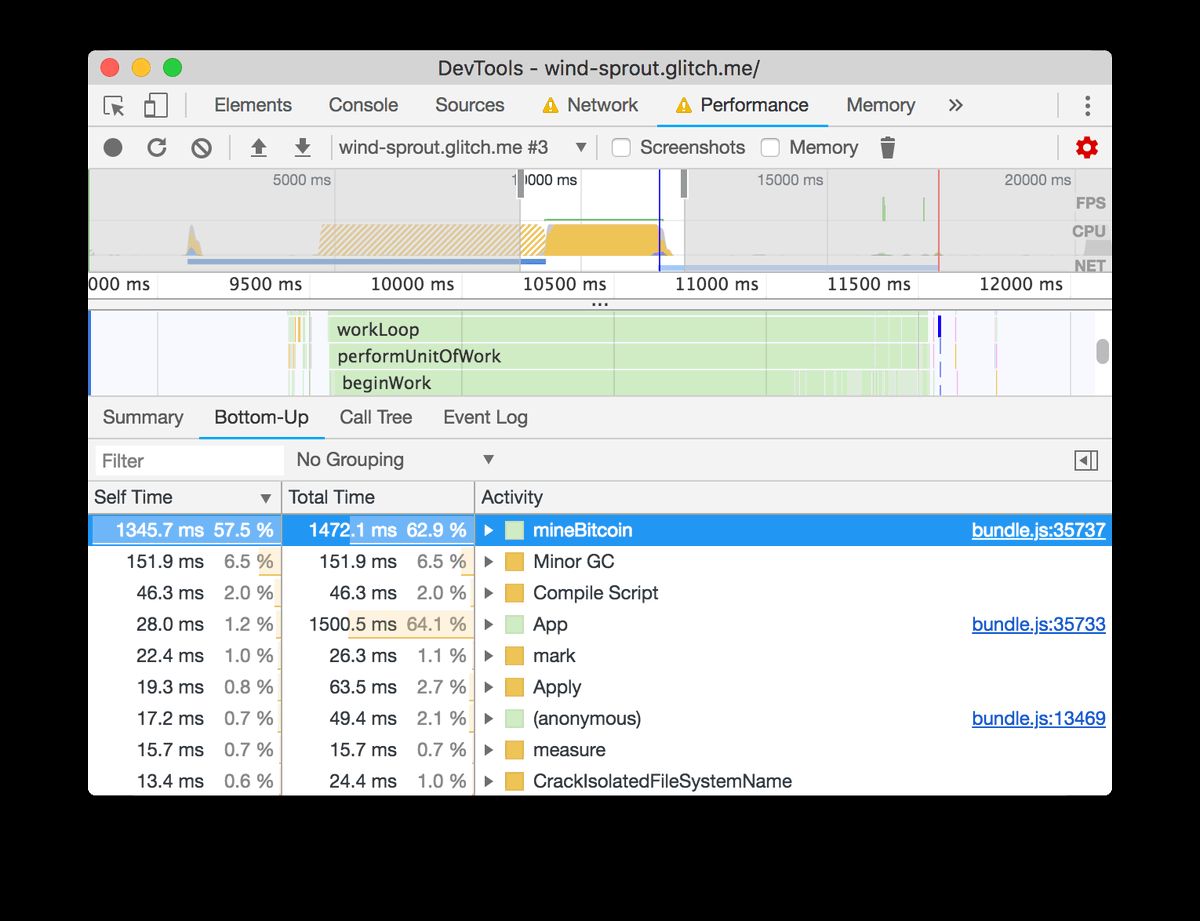 DevTools - wind-sprout.glitch.me/
Elements Console Sources Network Performance Memory »
wind-sprout.glitch.me #3 ▼ Screenshots Memory
5000 ms 10000 ms 15000 ms 20000 ms
FPS
CPU
NET
000 ms 9500 ms 10000 ms 10500 ms 11000 ms 11500 ms 12000 ms
...
workLoop
performUnitOfWork
beginWork
Summary Bottom-Up Call Tree Event Log
Filter No Grouping ▼
Self Time ▼ Total Time Activity
1345.7 ms 57.5 % 1472.1 ms 62.9 % mineBitcoin bundle.js:35737
151.9 ms 6.5 % 151.9 ms 6.5 % Minor GC
46.3 ms 2.0 % 46.3 ms 2.0 % Compile Script
28.0 ms 1.2 % 1500.5 ms 64.1 % App bundle.js:35733
22.4 ms 1.0 % 26.3 ms 1.1 % mark
19.3 ms 0.8 % 63.5 ms 2.7 % Apply
17.2 ms 0.7 % 49.4 ms 2.1 % (anonymous) bundle.js:13469
15.7 ms 0.7 % 15.7 ms 0.7 % measure
13.4 ms 0.6 % 24.4 ms 1.0 % CrackIsolatedFileSystemName